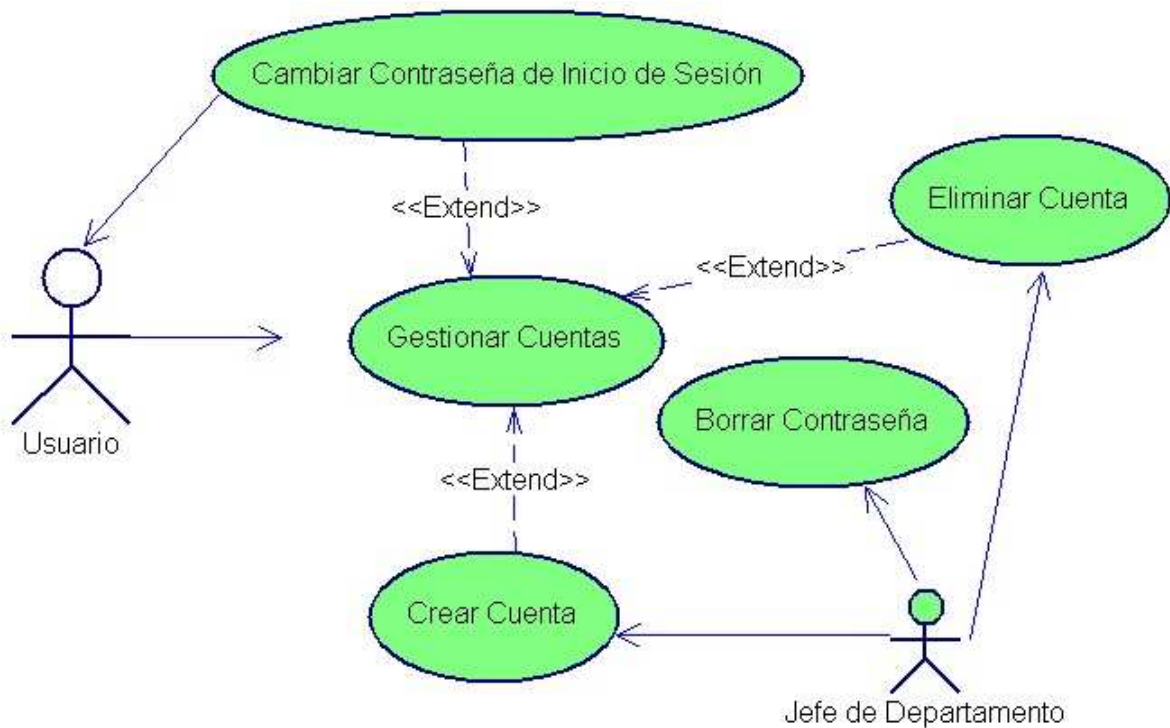 Cambiar Contraseña de Inicio de Sesión
Eliminar Cuenta
<<Extend>>
<<Extend>>
Gestionar Cuentas
Borrar Contraseña
Usuario
<<Extend>>
Crear Cuenta
Jefe de Departamento